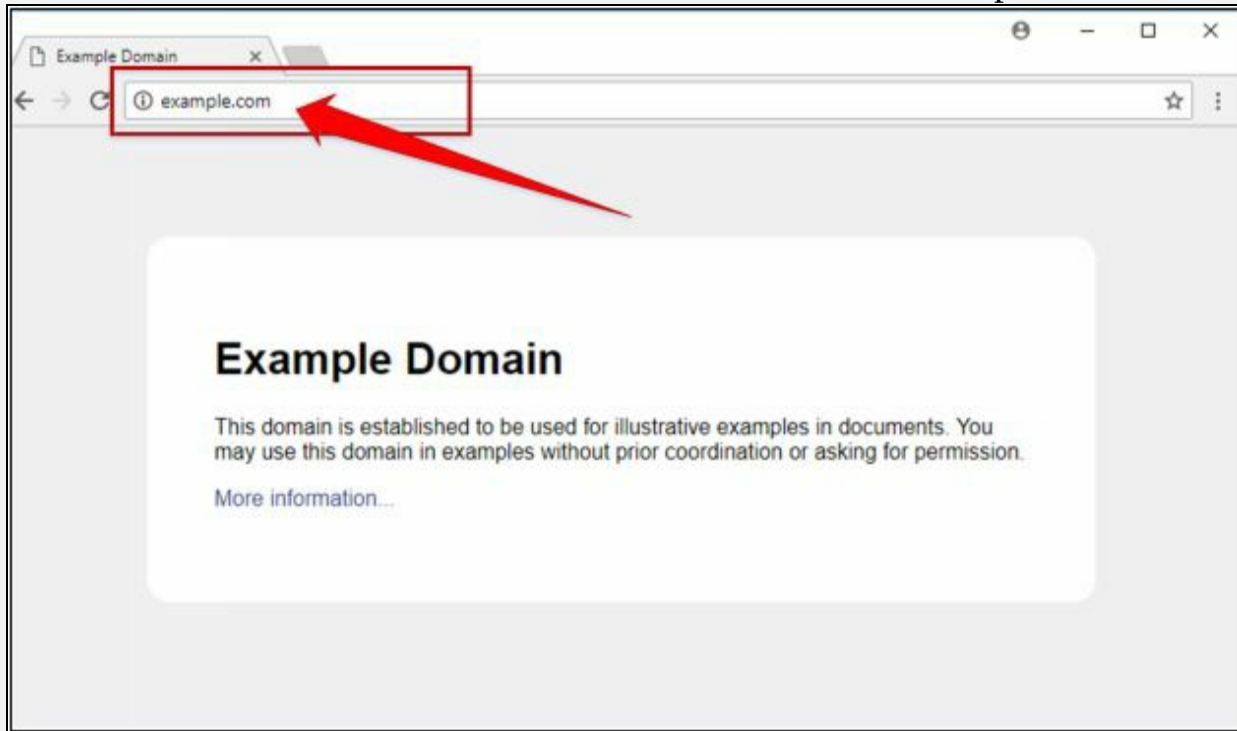 Example Domain
example.com
Example Domain
This domain is established to be used for illustrative examples in documents. You
may use this domain in examples without prior coordination or asking for permission.
More information...